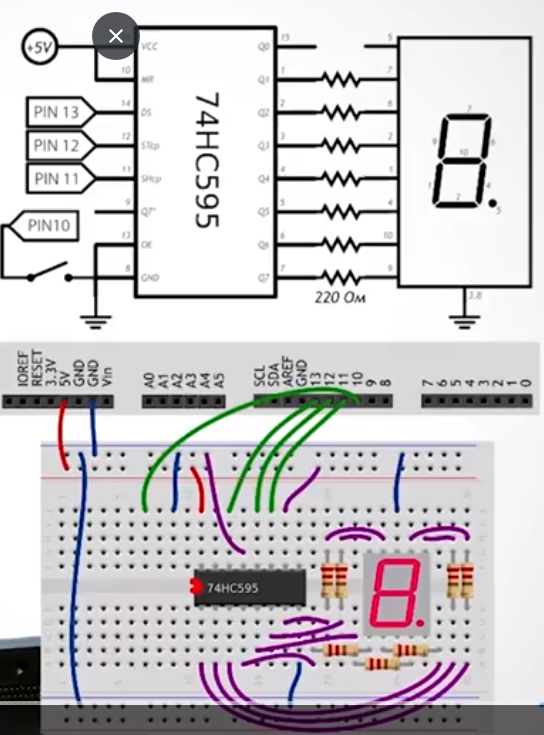 +5V
VCC
Q0
15
5
10
MR
Q1
1
7
PIN 13
14
DS
Q2
2
6
PIN 12
12
STcp
Q3
3
2
PIN 11
11
SHcp
Q4
4
1
9
Q7'
Q5
5
4
PIN10
13
OE
Q6
6
10
8
GND
Q7
7
9
74HC595
7
9
6
10
1
4
2
5
220 Ом
3,8
IOREF
RESET
3.3V
5V
GND
GND
Vin
A0
A1
A2
A3
A4
A5
SCL
SDA
AREF
GND
13
12
11
10
9
8
7
6
5
4
3
2
1
0
74HC595